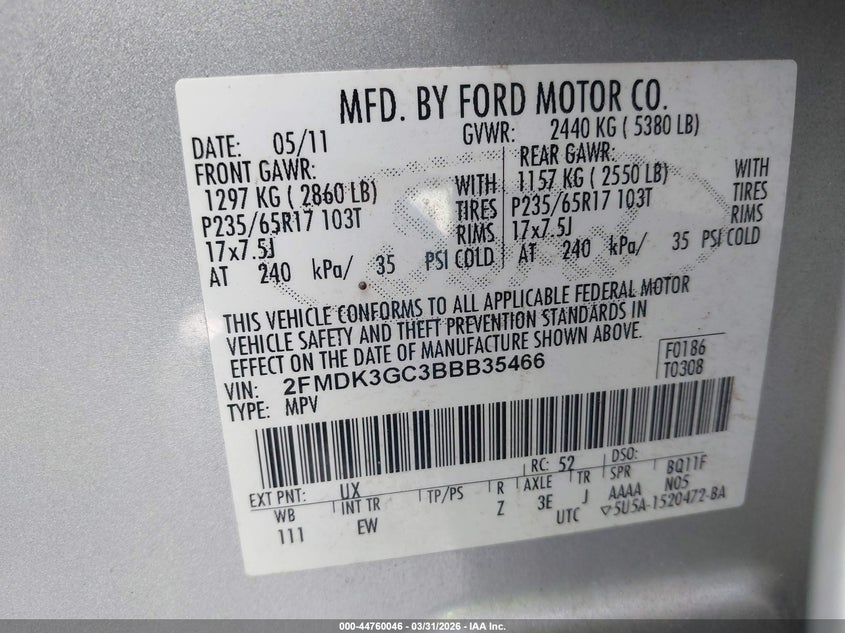 MFD. BY FORD MOTOR CO.
DATE: 05/11 GVWR: 2440 KG ( 5380 LB)
FRONT GAWR: REAR GAWR:
1297 KG ( 2860 LB) WITH 1157 KG ( 2550 LB) WITH
P235/65R17 103T TIRES P235/65R17 103T TIRES
17x7.5J RIMS 17x7.5J RIMS
AT 240 kPa/ 35 PSI COLD AT 240 kPa/ 35 PSI COLD
THIS VEHICLE CONFORMS TO ALL APPLICABLE FEDERAL MOTOR
VEHICLE SAFETY AND THEFT PREVENTION STANDARDS IN
EFFECT ON THE DATE OF MANUFACTURE SHOWN ABOVE.
VIN: 2FMDK3GC3BBB35466 F0186
TYPE: MPV T0308
EXT PNT: UX RC: 52 DSO:
WB INT TR TP/PS R AXLE TR SPR BQ11F
111 EW Z 3E J AAAA N05
UTC ▽5U5A-1520472-BA
000-44760046 - 03/31/2026 - IAA Inc.